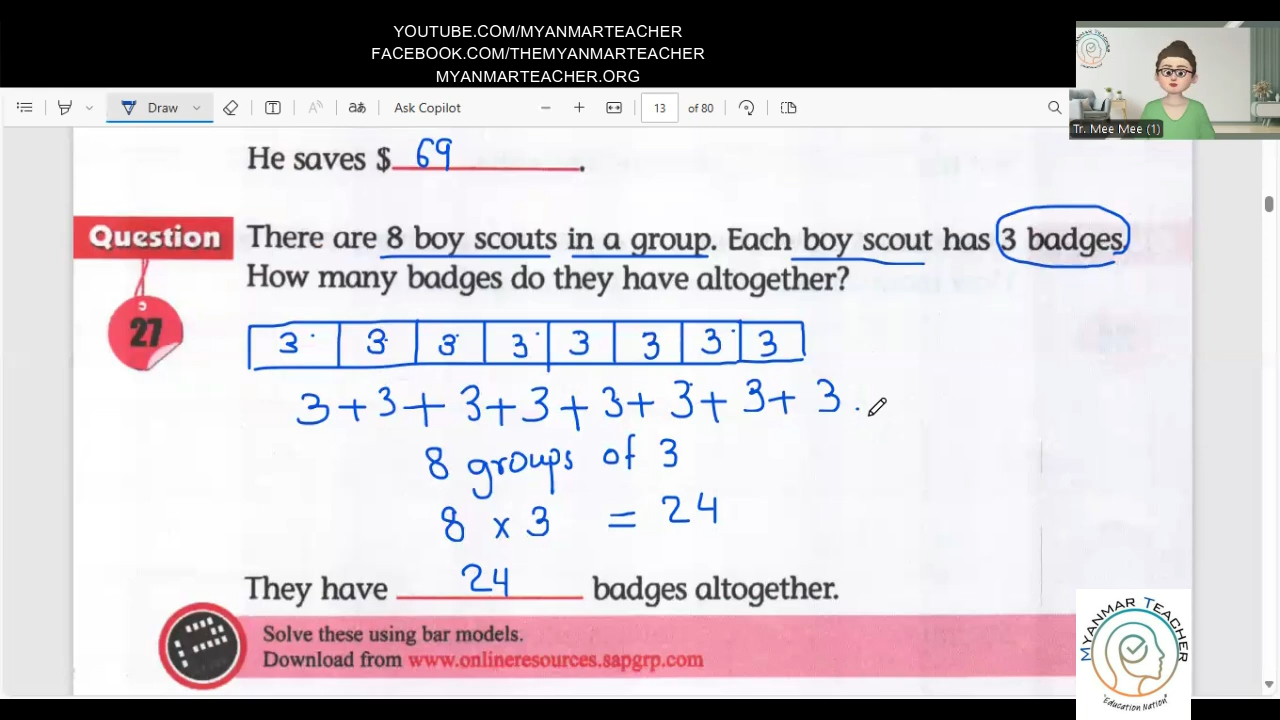 YOUTUBE.COM/MYANMARTEACHER
FACEBOOK.COM/THEMYANMARTEACHER
MYANMARTEACHER.ORG
MYANMAR TEACHER
Tr. Mee Mee (1)
Draw
Ask Copilot
13 of 80
He saves $ 69.
Question There are 8 boy scouts in a group. Each boy scout has 3 badges.
How many badges do they have altogether?
27
3 3 3 3 3 3 3 3
3 + 3 + 3 + 3 + 3 + 3 + 3 + 3
8 groups of 3
8 x 3 = 24
They have 24 badges altogether.
Solve these using bar models.
Download from www.onlineresources.sapgrp.com
MYANMAR TEACHER
"Education Nation"